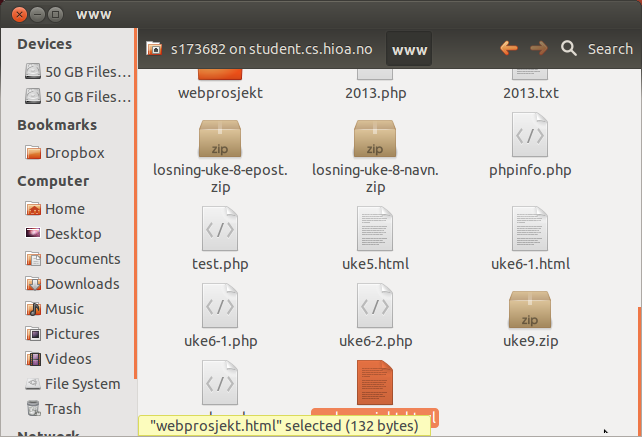 www
Devices
50 GB Files...
50 GB Files...
Bookmarks
Dropbox
Computer
Home
Desktop
Documents
Downloads
Music
Pictures
Videos
File System
Trash
Network
s173682 on student.cs.hioa.no
www
Search
webprosjekt
2013.php
2013.txt
zip
losning-uke-8-epost.
zip
zip
losning-uke-8-navn.
zip
phpinfo.php
test.php
uke5.html
uke6-1.html
uke6-1.php
uke6-2.php
zip
uke9.zip
"webprosjekt.html" selected (132 bytes)